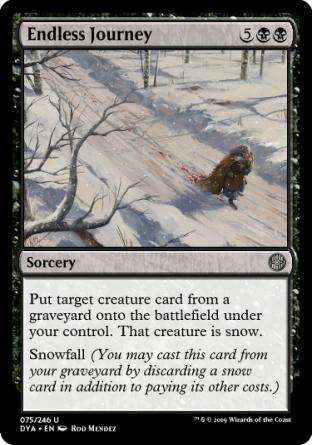 Endless Journey 5
Sorcery
Put target creature card from a
graveyard onto the battlefield under
your control. That creature is snow.
Snowfall (You may cast this card from
your graveyard by discarding a snow
card in addition to paying its other costs.)
075/246 U
DYA • EN Rod Mendez
™ & © 2019 Wizards of the Coast